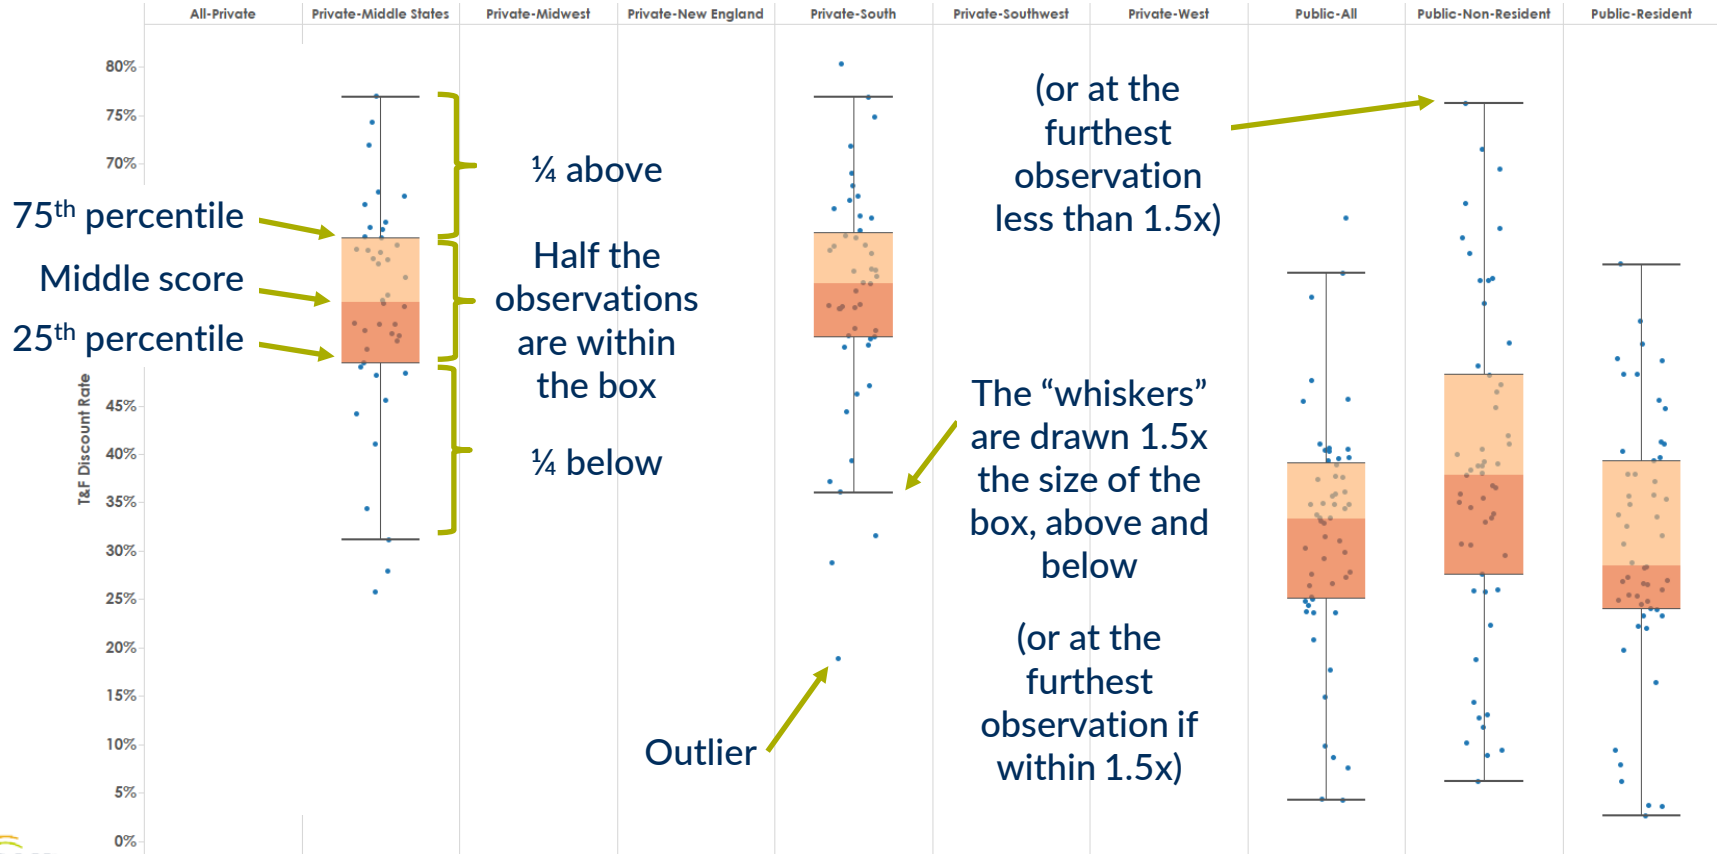 All-Private
Private-Middle States
Private-Midwest
Private-New England
Private-South
Private-Southwest
Private-West
Public-All
Public-Non-Resident
Public-Resident
80%
75%
70%
45%
40%
35%
30%
25%
20%
15%
10%
5%
0%
T&F Discount Rate
75th percentile
Middle score
25th percentile
¼ above
Half the
observations
are within
the box
¼ below
Outlier
(or at the
furthest
observation
less than 1.5x)
The “whiskers”
are drawn 1.5x
the size of the
box, above and
below
(or at the
furthest
observation if
within 1.5x)